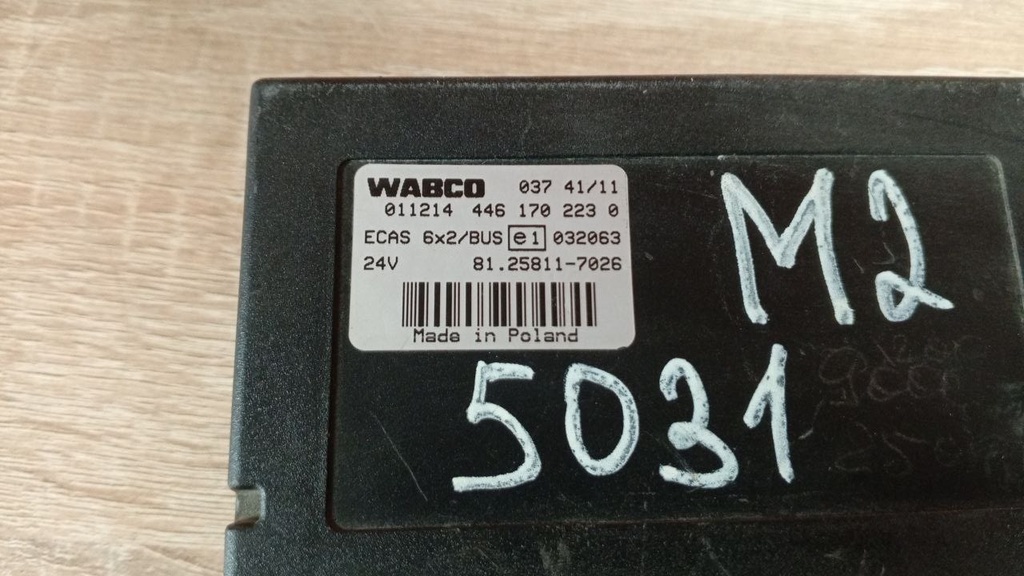 WABCO 037 41/11
011214 446 170 223 0
ECAS 6x2/BUS e1 032063
24V 81.25811-7026
Made in Poland
M2
5031